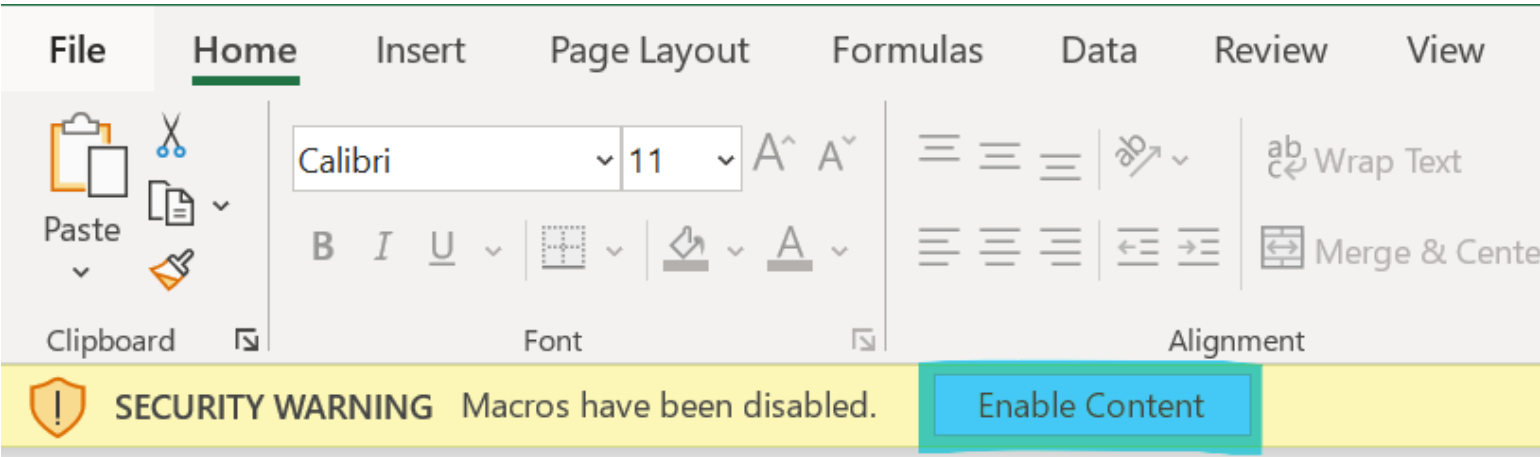 File Home Insert Page Layout Formulas Data Review View
Calibri 11 A A ab Wrap Text
Paste B I U A Merge & Cente
Clipboard Font Alignment
SECURITY WARNING Macros have been disabled. Enable Content